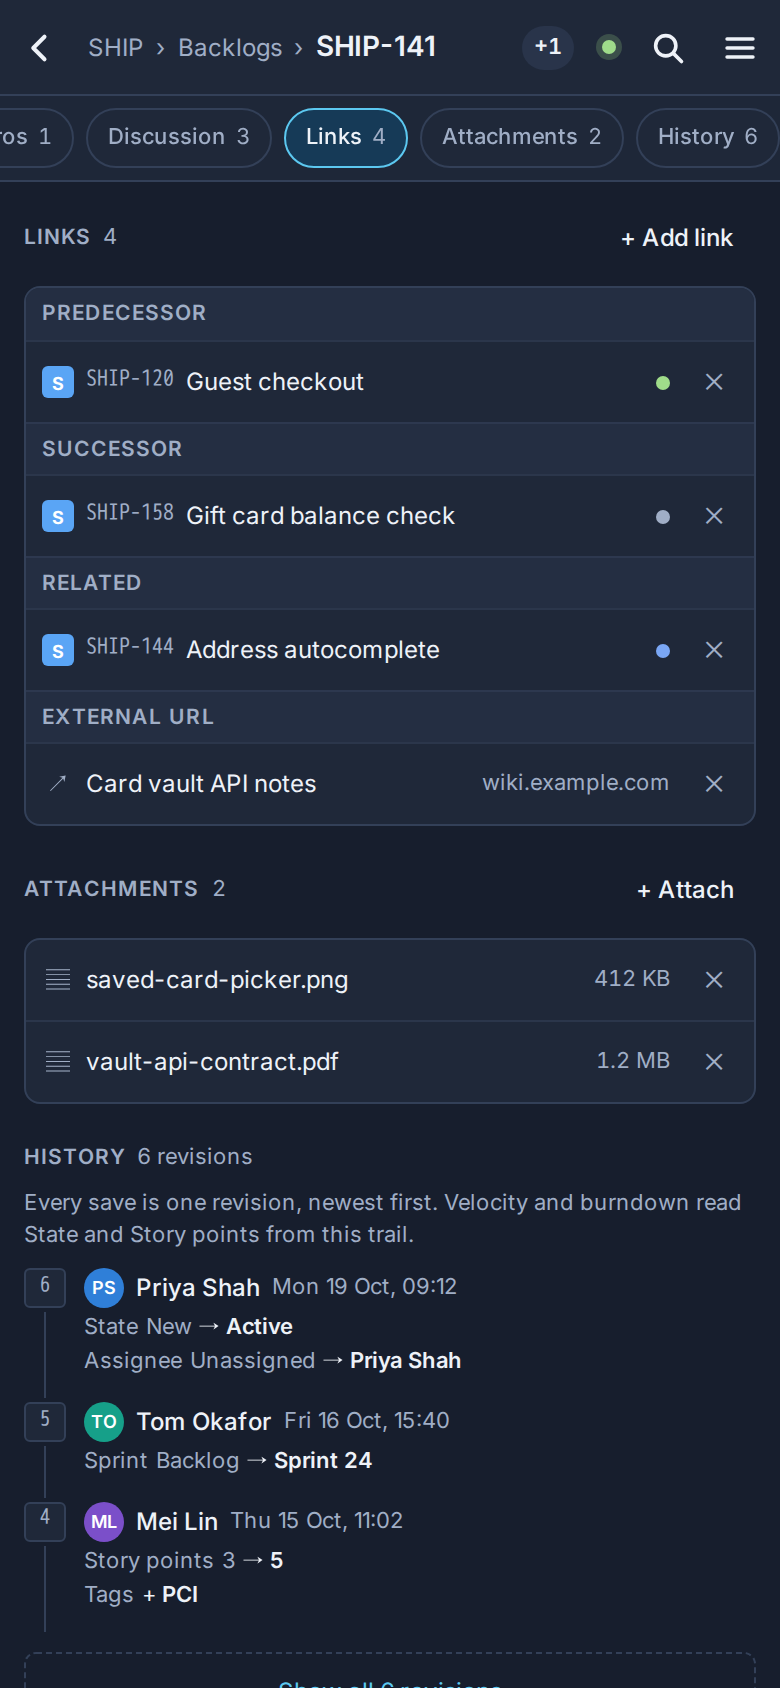 SHIP › Backlogs › SHIP-141 +1
ros 1 Discussion 3 Links 4 Attachments 2 History 6
LINKS 4 + Add link
PREDECESSOR
S SHIP-120 Guest checkout ×
SUCCESSOR
S SHIP-158 Gift card balance check ×
RELATED
S SHIP-144 Address autocomplete ×
EXTERNAL URL
↗ Card vault API notes wiki.example.com ×
ATTACHMENTS 2 + Attach
saved-card-picker.png 412 KB ×
vault-api-contract.pdf 1.2 MB ×
HISTORY 6 revisions
Every save is one revision, newest first. Velocity and burndown read
State and Story points from this trail.
6 PS Priya Shah Mon 19 Oct, 09:12
State New → Active
Assignee Unassigned → Priya Shah
5 TO Tom Okafor Fri 16 Oct, 15:40
Sprint Backlog → Sprint 24
4 ML Mei Lin Thu 15 Oct, 11:02
Story points 3 → 5
Tags + PCI
Show all 6 revisions